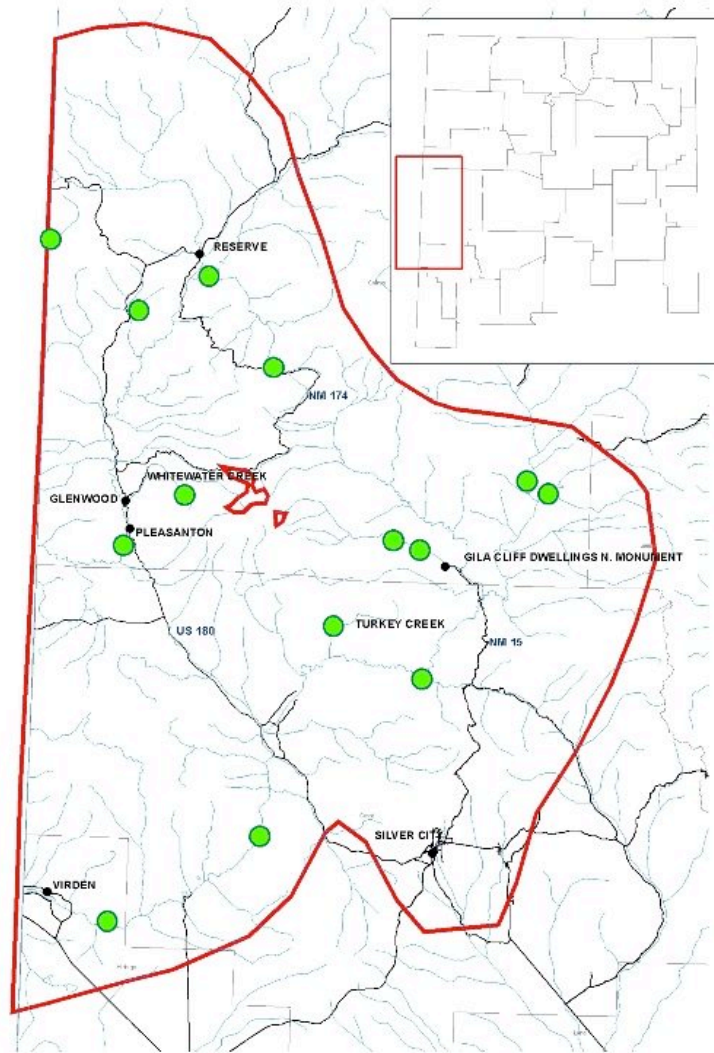 RESERVE
NM 174
WHITEWATER CREEK
GLENWOOD
PLEASANTON
GILA CLIFF DWELLINGS N. MONUMENT
TURKEY CREEK
US 180
NM 15
SILVER CITY
VIRDEN